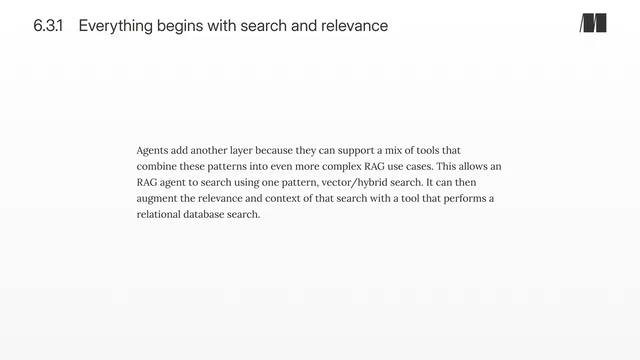 6.3.1 Everything begins with search and relevance
Agents add another layer because they can support a mix of tools that
combine these patterns into even more complex RAG use cases. This allows an
RAG agent to search using one pattern, vector/hybrid search. It can then
augment the relevance and context of that search with a tool that performs a
relational database search.